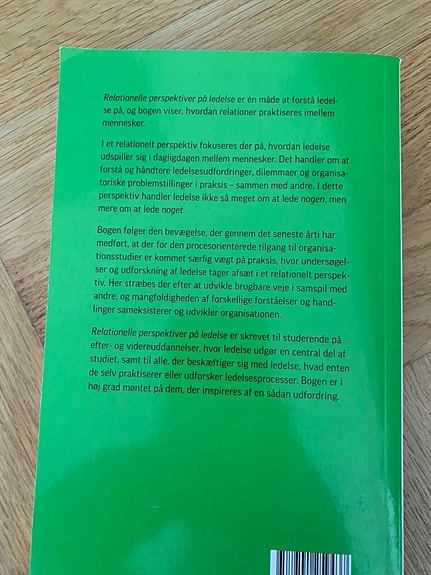 Relationelle perspektiver på ledelse er én måde at forstå ledel-
se på, og bogen viser, hvordan relationer praktiseres imellem
mennesker.
I et relationelt perspektiv fokuseres der på, hvordan ledelse
udspiller sig i dagligdagen mellem mennesker. Det handler om at
forstå og håndtere ledelsesudfordringer, dilemmaer og organisa-
toriske problemstillinger i praksis – sammen med andre. I dette
perspektiv handler ledelse ikke så meget om at lede nogen, men
mere om at lede noget.
Bogen følger den bevægelse, der gennem det seneste årti har
medført, at der for den procesorienterede tilgang til organisa-
tionsstudier er kommet særlig vægt på praksis, hvor undersøgel-
ser og udforskning af ledelse tager afsæt i et relationelt perspek-
tiv. Her stræbes der efter at udvikle brugbare veje i samspil med
andre, og mangfoldigheden af forskellige forståelser og hand-
linger sameksisterer og udvikler organisationen.
Relationelle perspektiver på ledelse er skrevet til studerende på
efter- og videreuddannelser, hvor ledelse udgør en central del af
studiet, samt til alle, der beskæftiger sig med ledelse, hvad enten
de selv praktiserer eller udforsker ledelsesprocesser. Bogen er i
høj grad møntet på dem, der inspireres af en sådan udfordring.